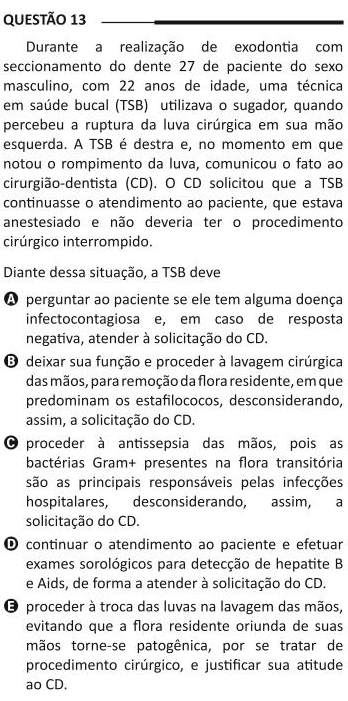 QUESTÃO 13
Durante a realização de exodontia com
seccionamento do dente 27 de paciente do sexo
masculino, com 22 anos de idade, uma técnica
em saúde bucal (TSB) utilizava o sugador, quando
percebeu a ruptura da luva cirúrgica em sua mão
esquerda. A TSB é destra e, no momento em que
notou o rompimento da luva, comunicou o fato ao
cirurgião-dentista (CD). O CD solicitou que a TSB
continuasse o atendimento ao paciente, que estava
anestesiado e não deveria ter o procedimento
cirúrgico interrompido.
Diante dessa situação, a TSB deve
A perguntar ao paciente se ele tem alguma doença
infectocontagiosa e, em caso de resposta
negativa, atender à solicitação do CD.
B deixar sua função e proceder à lavagem cirúrgica
das mãos, para remoção da flora residente, em que
predominam os estafilococos, desconsiderando,
assim, a solicitação do CD.
C proceder à antissepsia das mãos, pois as
bactérias Gram+ presentes na flora transitória
são as principais responsáveis pelas infecções
hospitalares, desconsiderando, assim, a
solicitação do CD.
D continuar o atendimento ao paciente e efetuar
exames sorológicos para detecção de hepatite B
e Aids, de forma a atender à solicitação do CD.
E proceder à troca das luvas na lavagem das mãos,
evitando que a flora residente oriunda de suas
mãos torne-se patogênica, por se tratar de
procedimento cirúrgico, e justificar sua atitude
ao CD.